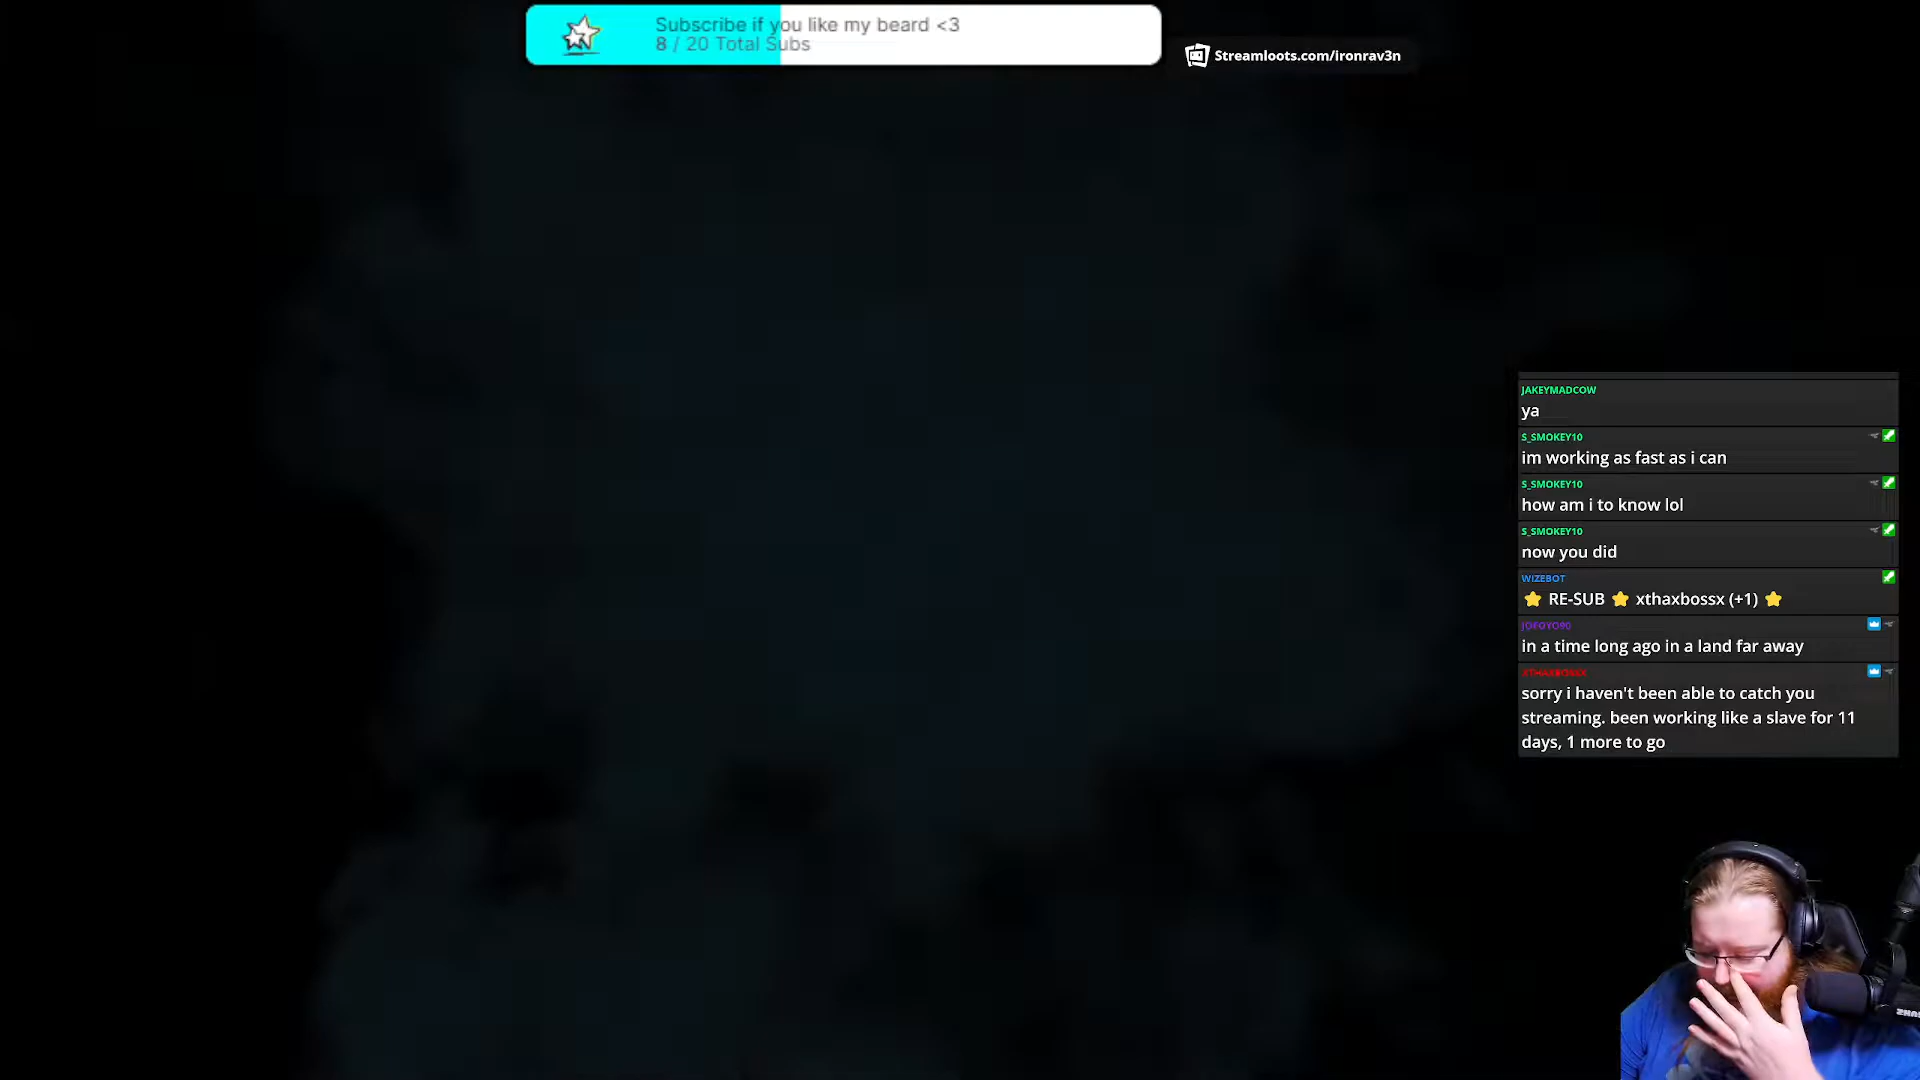 Subscribe if you like my beard <3
8 / 20 Total Subs
Streamloots.com/ironrav3n
JAKEYMADCOW
ya
S_SMOKEY10
im working as fast as i can
S_SMOKEY10
how am i to know lol
S_SMOKEY10
now you did
WIZEBOT
RE-SUB xthaxbossx (+1)
JOFOYO90
in a time long ago in a land far away
XTHAXBOSSX
sorry i haven't been able to catch you
streaming. been working like a slave for 11
days, 1 more to go